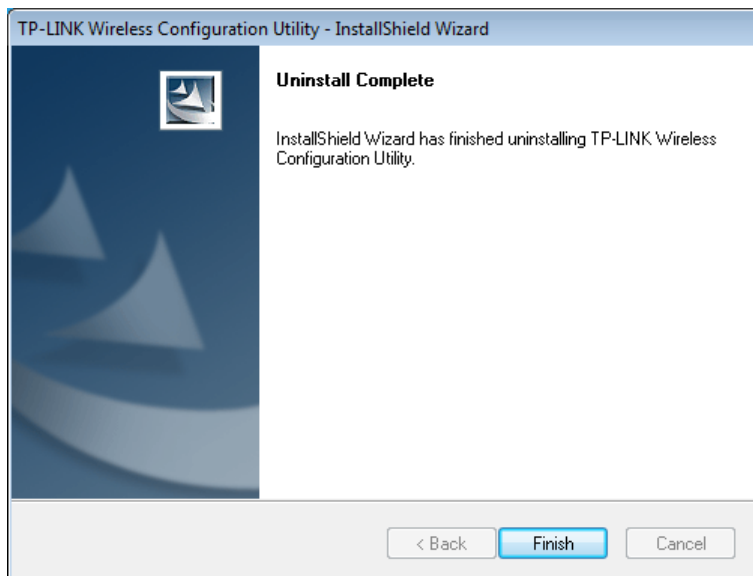 TP-LINK Wireless Configuration Utility - InstallShield Wizard
Uninstall Complete
InstallShield Wizard has finished uninstalling TP-LINK Wireless
Configuration Utility.
< Back
Finish
Cancel